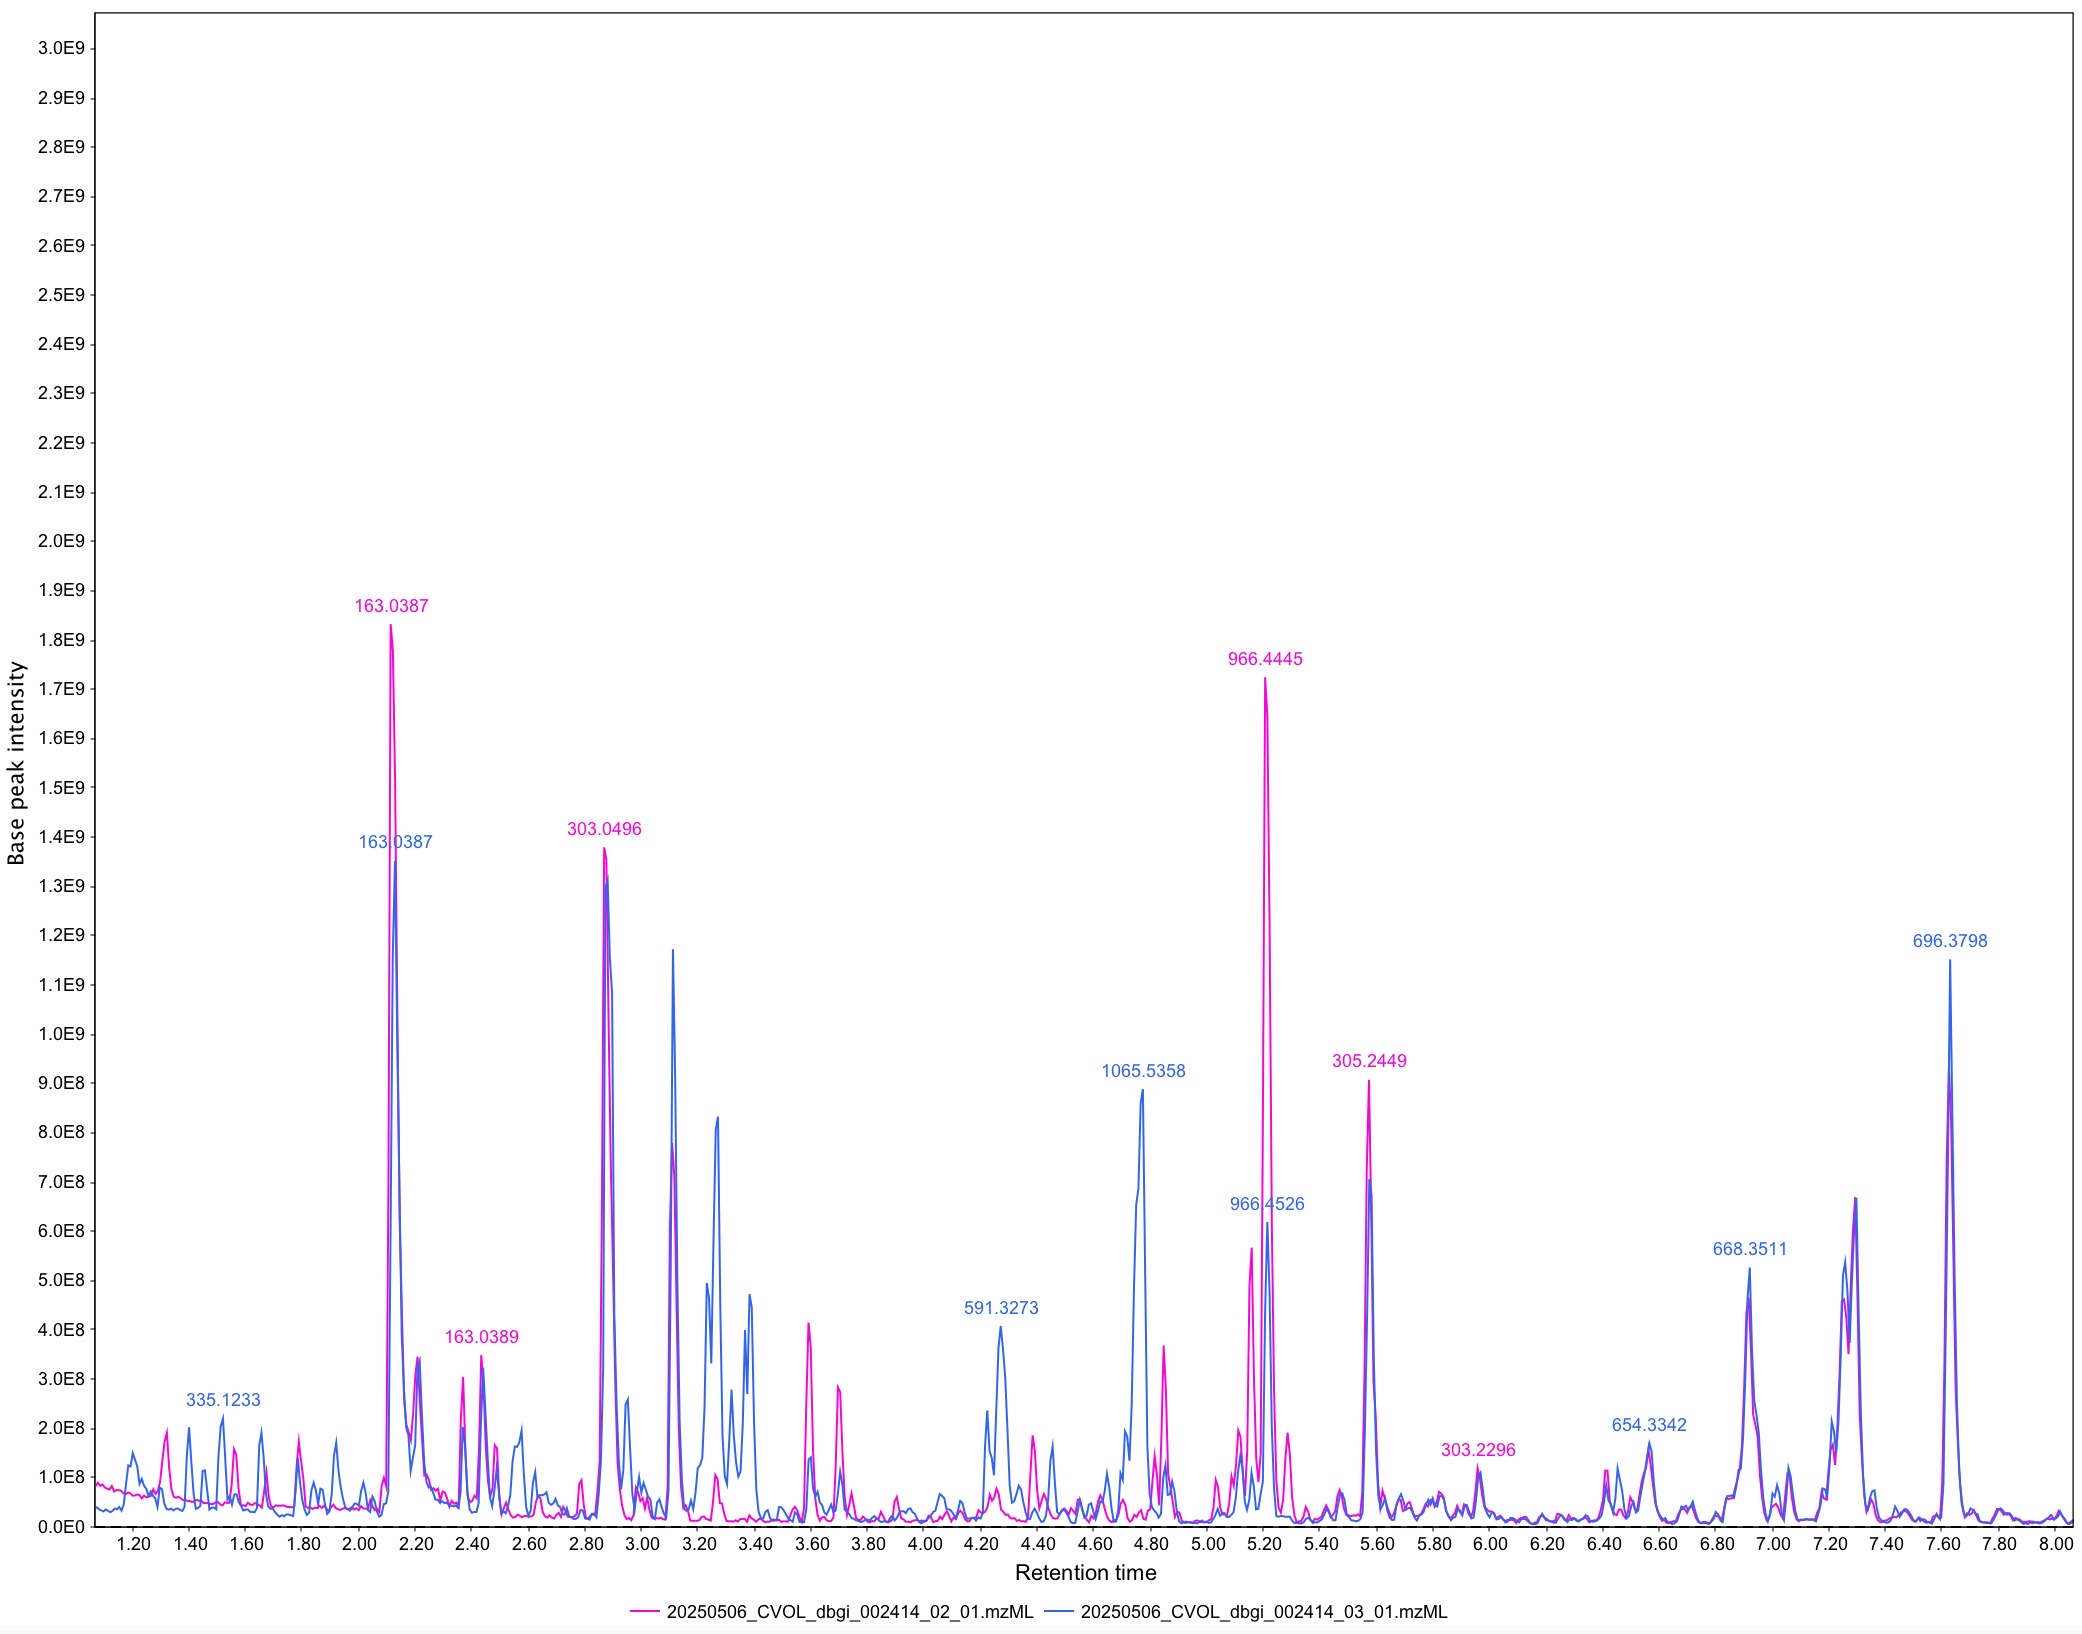 3.0E9
2.9E9
2.8E9
2.7E9
2.6E9
2.5E9
2.4E9
2.3E9
2.2E9
2.1E9
2.0E9
1.9E9
1.8E9
1.7E9
1.6E9
1.5E9
1.4E9
1.3E9
1.2E9
1.1E9
1.0E9
9.0E8
8.0E8
7.0E8
6.0E8
5.0E8
4.0E8
3.0E8
2.0E8
1.0E8
0.0E0
Base peak intensity
163.0387
966.4445
303.0496
163.0387
696.3798
305.2449
1065.5358
966.4526
668.3511
591.3273
163.0389
335.1233
654.3342
303.2296
1.20 1.40 1.60 1.80 2.00 2.20 2.40 2.60 2.80 3.00 3.20 3.40 3.60 3.80 4.00 4.20 4.40 4.60 4.80 5.00 5.20 5.40 5.60 5.80 6.00 6.20 6.40 6.60 6.80 7.00 7.20 7.40 7.60 7.80 8.00
Retention time
20250506_CVOL_dbgi_002414_02_01.mzML 20250506_CVOL_dbgi_002414_03_01.mzML